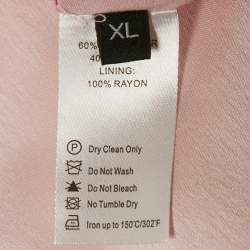 XL
60%
40
LINING:
100% RAYON
P Dry Clean Only
Do Not Wash
Do Not Bleach
No Tumble Dry
Iron up to 150°C/302°F